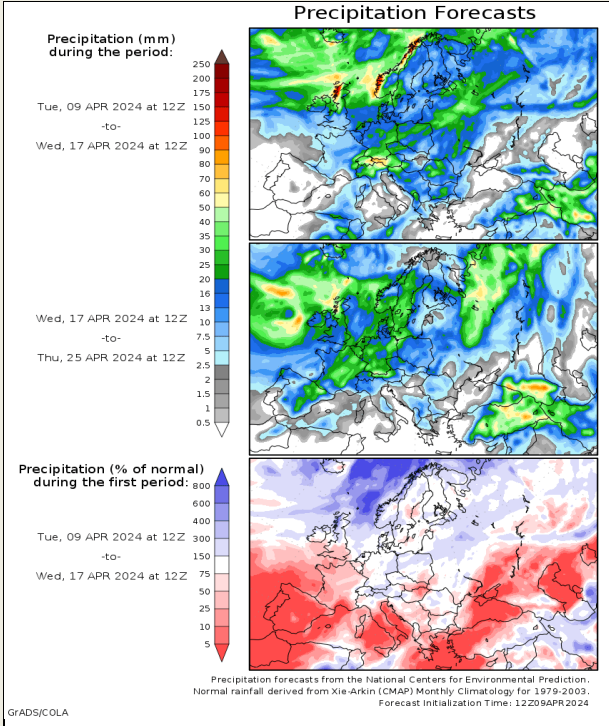 Precipitation Forecasts
Precipitation (mm)
during the period:
250
200
175
150
125
100
90
80
70
60
50
40
35
30
25
20
16
13
10
7.5
5
2.5
2
1.5
1
0.5
Tue, 09 APR 2024 at 12Z
-to-
Wed, 17 APR 2024 at 12Z
Wed, 17 APR 2024 at 12Z
-to-
Thu, 25 APR 2024 at 12Z
Precipitation (% of normal)
during the first period:
800
600
400
300
150
75
50
25
10
5
Tue, 09 APR 2024 at 12Z
-to-
Wed, 17 APR 2024 at 12Z
Precipitation forecasts from the National Centers for Environmental Prediction.
Normal rainfall derived from Xie-Arkin (CMAP) Monthly Climatology for 1979-2003.
Forecast Initialization Time: 12Z09APR2024
GrADS/COLA